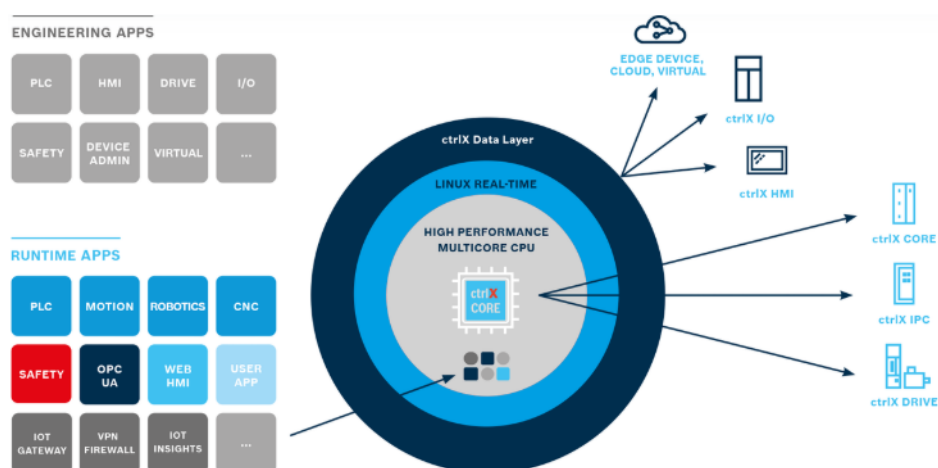 ENGINEERING APPS
PLC
HMI
DRIVE
I/O
SAFETY
DEVICE
ADMIN
VIRTUAL
...
RUNTIME APPS
PLC
MOTION
ROBOTICS
CNC
SAFETY
OPC
UA
WEB
HMI
USER
APP
IOT
GATEWAY
VPN
FIREWALL
IOT
INSIGHTS
...
ctrlX Data Layer
LINUX REAL-TIME
HIGH PERFORMANCE
MULTICORE CPU
ctrlX
CORE
EDGE DEVICE,
CLOUD, VIRTUAL
ctrlX I/O
ctrlX HMI
ctrlX CORE
ctrlX IPC
ctrlX DRIVE